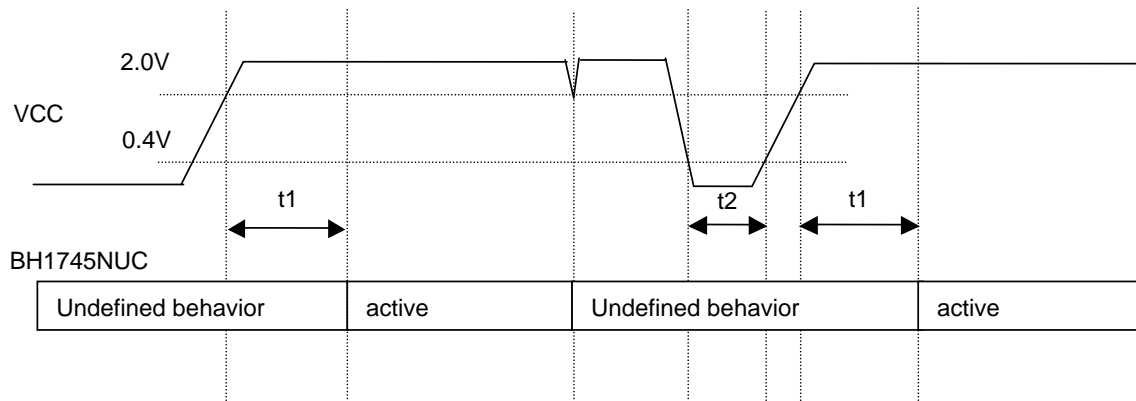 2.0V
VCC
0.4V
t1
t2
t1
BH1745NUC
Undefined behavior
active
Undefined behavior
active